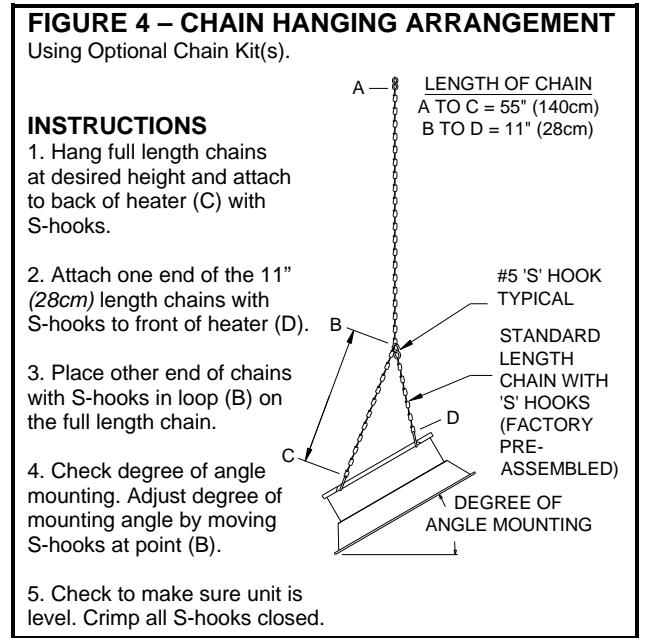 FIGURE 4 – CHAIN HANGING ARRANGEMENT
Using Optional Chain Kit(s).
INSTRUCTIONS
1. Hang full length chains
at desired height and attach
to back of heater (C) with
S-hooks.
2. Attach one end of the 11”
(28cm) length chains with
S-hooks to front of heater (D).
3. Place other end of chains
with S-hooks in loop (B) on
the full length chain.
4. Check degree of angle
mounting. Adjust degree of
mounting angle by moving
S-hooks at point (B).
5. Check to make sure unit is
level. Crimp all S-hooks closed.
A
LENGTH OF CHAIN
A TO C = 55" (140cm)
B TO D = 11" (28cm)
#5 'S' HOOK
TYPICAL
B
STANDARD
LENGTH
CHAIN WITH
'S' HOOKS
(FACTORY
PRE-
ASSEMBLED)
D
C
DEGREE OF
ANGLE MOUNTING